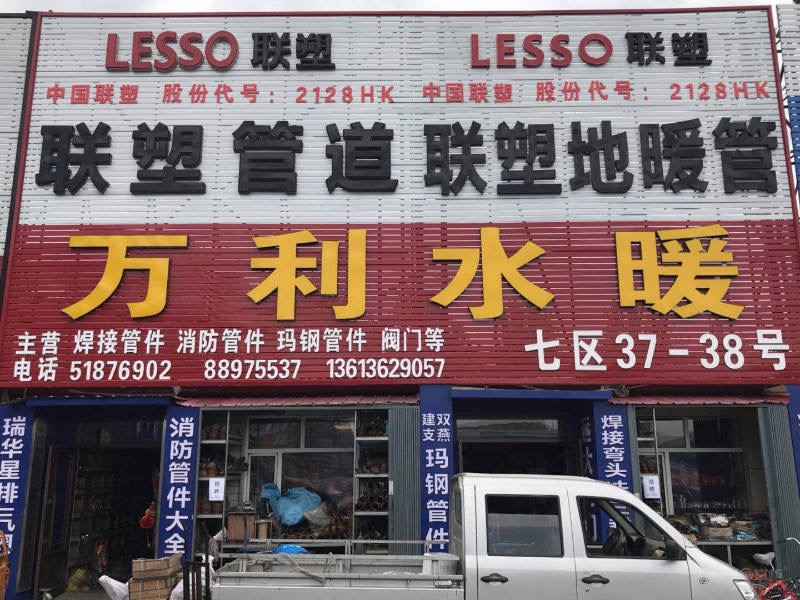 LESSO 联塑 LESSO 联塑
中国联塑 股份代号：2128HK 中国联塑 股份代号：2128HK
联塑管道 联塑地暖管
万利水暖
主营 焊接管件 消防管件 玛钢管件 阀门等
电话 51876902 88975537 13613629057
七区37-38号
瑞华星排气
消防管件大全
建支
双燕
玛钢管件
焊接弯头
招聘